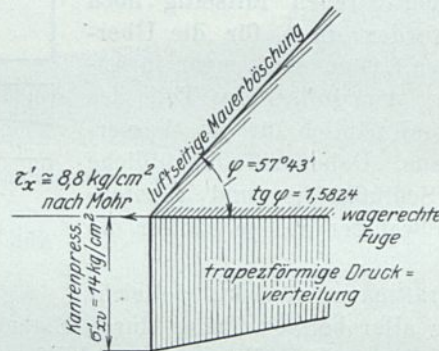 luftseitige Mauerböschung
φ = 57°43'
tg φ = 1,5824
τ'x ≅ 8,8 kg/cm²
nach Mohr
wagerechte
Fuge
Kantenpress.
σ'xv = 14 kg/cm²
trapezförmige Druck=
verteilung